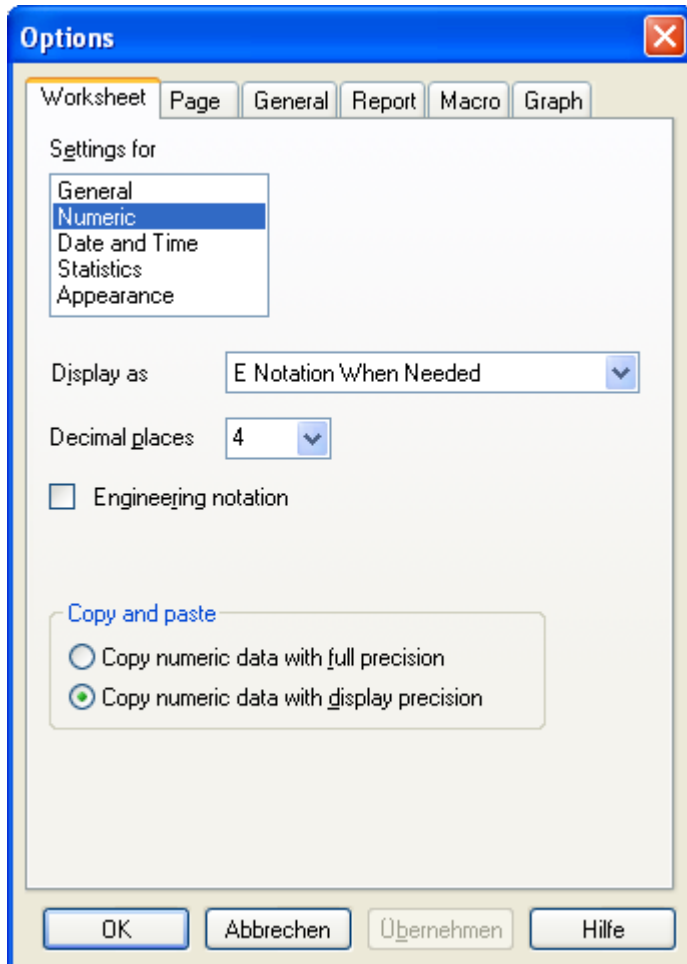 Options
Worksheet Page General Report Macro Graph
Settings for
General
Numeric
Date and Time
Statistics
Appearance
Display as E Notation When Needed
Decimal places 4
Engineering notation
Copy and paste
Copy numeric data with full precision
Copy numeric data with display precision
OK Abbrechen Übernehmen Hilfe